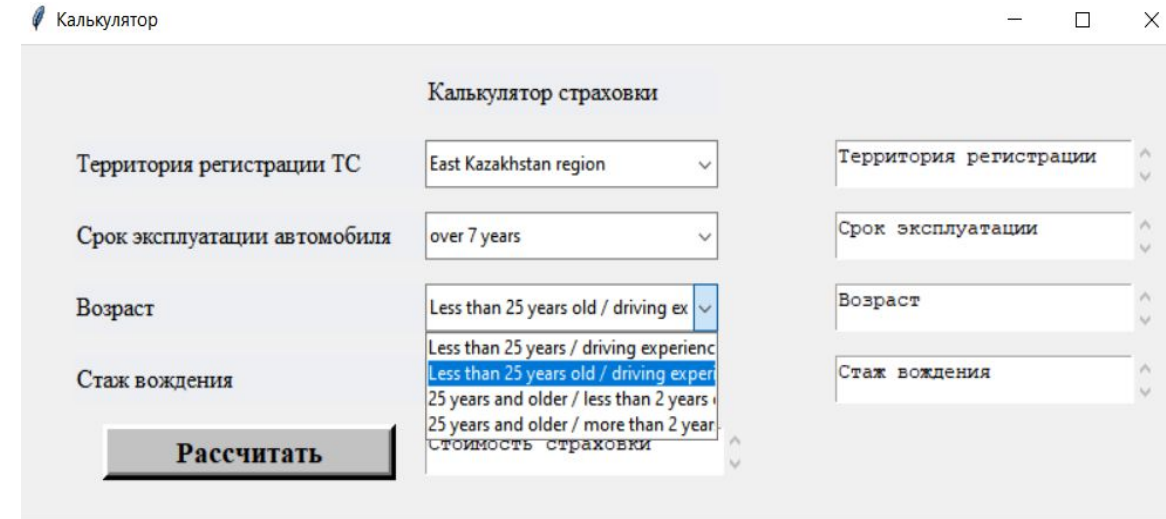 Калькулятор
Калькулятор страховки
Территория регистрации ТС
East Kazakhstan region
Территория регистрации
Срок эксплуатации автомобиля
over 7 years
Срок эксплуатации
Возраст
Less than 25 years old / driving ex
Возраст
Less than 25 years / driving experienc
Less than 25 years old / driving experi
25 years and older / less than 2 years
25 years and older / more than 2 year
Стаж вождения
Стаж вождения
Рассчитать
Стоимость страховки